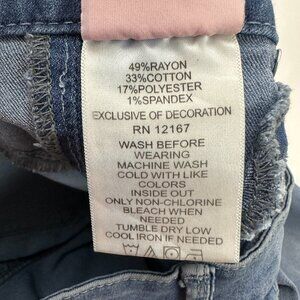 49%RAYON
33%COTTON
17%POLYESTER
1%SPANDEX
EXCLUSIVE OF DECORATION
RN 12167
WASH BEFORE
WEARING
MACHINE WASH
COLD WITH LIKE
COLORS
INSIDE OUT
ONLY NON-CHLORINE
BLEACH WHEN
NEEDED
TUMBLE DRY LOW
COOL IRON IF NEEDED